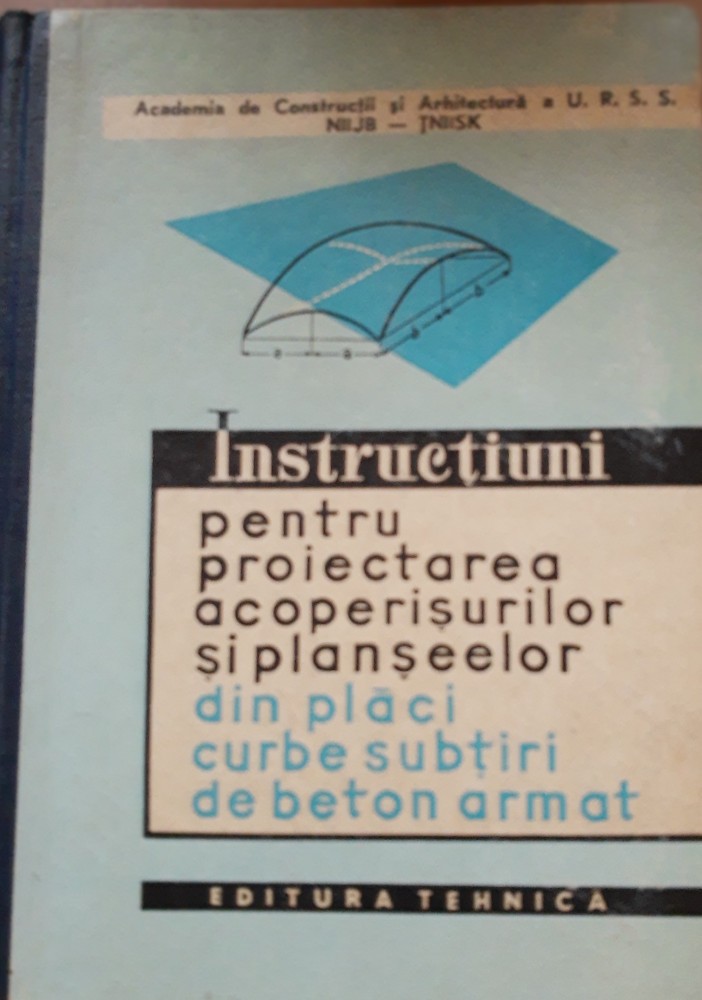 Academia de Construcții și Arhitectură a U. R. S. S.
NIIJB — ȚNIISK
a a
b b
Instrucțiuni
pentru
proiectarea
acoperișurilor
și planșeelor
din plăci
curbe subțiri
de beton armat
EDITURA TEHNICĂ